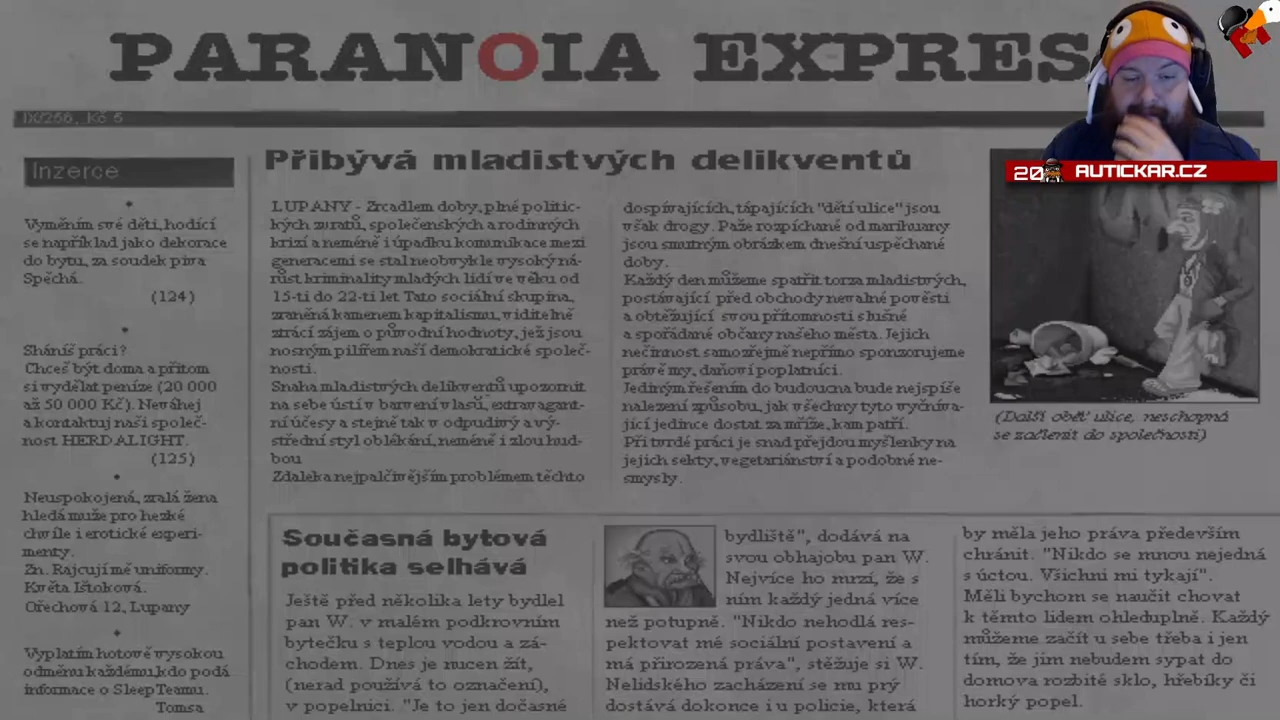 PARANOIA EXPRES
D0256, Kč 6
20
AUTICKAR.CZ
Inzerce
Vyměním své děti, hodící
se například jako dekorace
do bytu, za soudek piva
Spěchá.
(124)
Sháníš práci?
Chceš být doma a přitom
si vydělat peníze (20 000
až 50 000 Kč). Neváhej
a kontaktuj naši společ-
nost HERDALIGHT.
(125)
Neuspokojená, zralá žena
hledá muže pro hezké
chvíle i erotické experi-
menty.
Zn. Rajcují mě uniformy.
Květa Ištoková.
Ořechová 12, Lupany
Vyplatím hotově vysokou
odměnu každému, kdo podá
informace o SleepTeamu.
Tomsa
Přibývá mladistvých delikventů
LUPANY - Zrcadlem doby, plné politic-
kých zvratů, společenských a rodinných
krizí a neméně i úpadku komunikace mezi
generacemi se stal neobvykle vysoký ná-
růst kriminality mladých lidí ve věku od
15-ti do 22-ti let Tato sociální skupina,
zraněná kamenem kapitalismu, viditelně
ztrácí zájem o původní hodnoty, jež jsou
nosným pilířem naší demokratické společ-
nosti.
Snaha mladistvých delikventů upozornit
na sebe ústí v barvení vlasů, extravagant-
ní účesy a stejně tak v odpudivý a vý-
střední styl oblékání, neméně i zlou hud-
bou
Zdaleka nejpalčivějším problémem těchto
dospívajících, tápajících "dětí ulice" jsou
však drogy. Paže rozpíchané od marihuany
jsou smutným obrázkem dnešní uspěchané
doby.
Každý den můžeme spatřit torza mladistvých,
postávající před obchody nevalné pověsti
a obtěžující svou přítomností slušné
a spořádané občany našeho města. Jejich
nečinnost samozřejmě nepřímo sponzorujeme
právě my, daňoví poplatníci.
Jediným řešením do budoucna bude nejspíše
nalezení způsobu, jak všechny tyto vyčníva-
jící jedince dostat za mříže, kam patří.
Při tvrdé práci je snad přejdou myšlenky na
jejich sekty, vegetariánství a podobné ne-
smysly.
(Další oběť ulice, neschopná
se začlenit do společnosti)
Současná bytová
politika selhává
Ještě před několika lety bydlel
pan W. v malém podkrovním
bytečku s teplou vodou a zá-
chodem. Dnes je nucen žít,
(nerad používá to označení),
v popelnici. "Je to jen dočasné
bydliště", dodává na
svou obhajobu pan W.
Nejvíce ho mrzí, že s
ním každý jedná více
než potupně. "Nikdo nehodlá res-
pektovat mé sociální postavení a
má přirozená práva", stěžuje si W.
Nelidského zacházení se mu prý
dostává dokonce i u policie, která
by měla jeho práva především
chránit. "Nikdo se mnou nejedná
s úctou. Všichni mi tykají".
Měli bychom se naučit chovat
k těmto lidem ohleduplně. Každý
můžeme začít u sebe třeba i jen
tím, že jim nebudem sypat do
domova rozbité sklo, hřebíky či
horký popel.